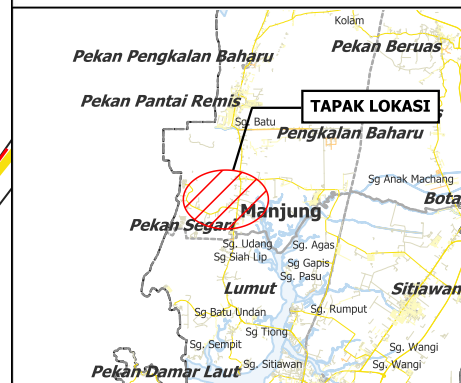 Kolam
Pekan Beruas
Pekan Pengkalan Baharu
Pekan Pantai Remis
TAPAK LOKASI
Sg. Batu
Pengkalan Baharu
Sg Anak Machang
Bota
Manjung
Pekan Segari
Sg. Udang
Sg. Agas
Sg Siah Lip
Sg Gapis
Sg. Pasu
Lumut
Sitiawan
Sg Batu Undan
Sg. Rumput
Sg Tiong
Sg. Sempit
Sg. Wangi
Sg. Sitiawan
Sg. Wangi
Pekan Damar Laut